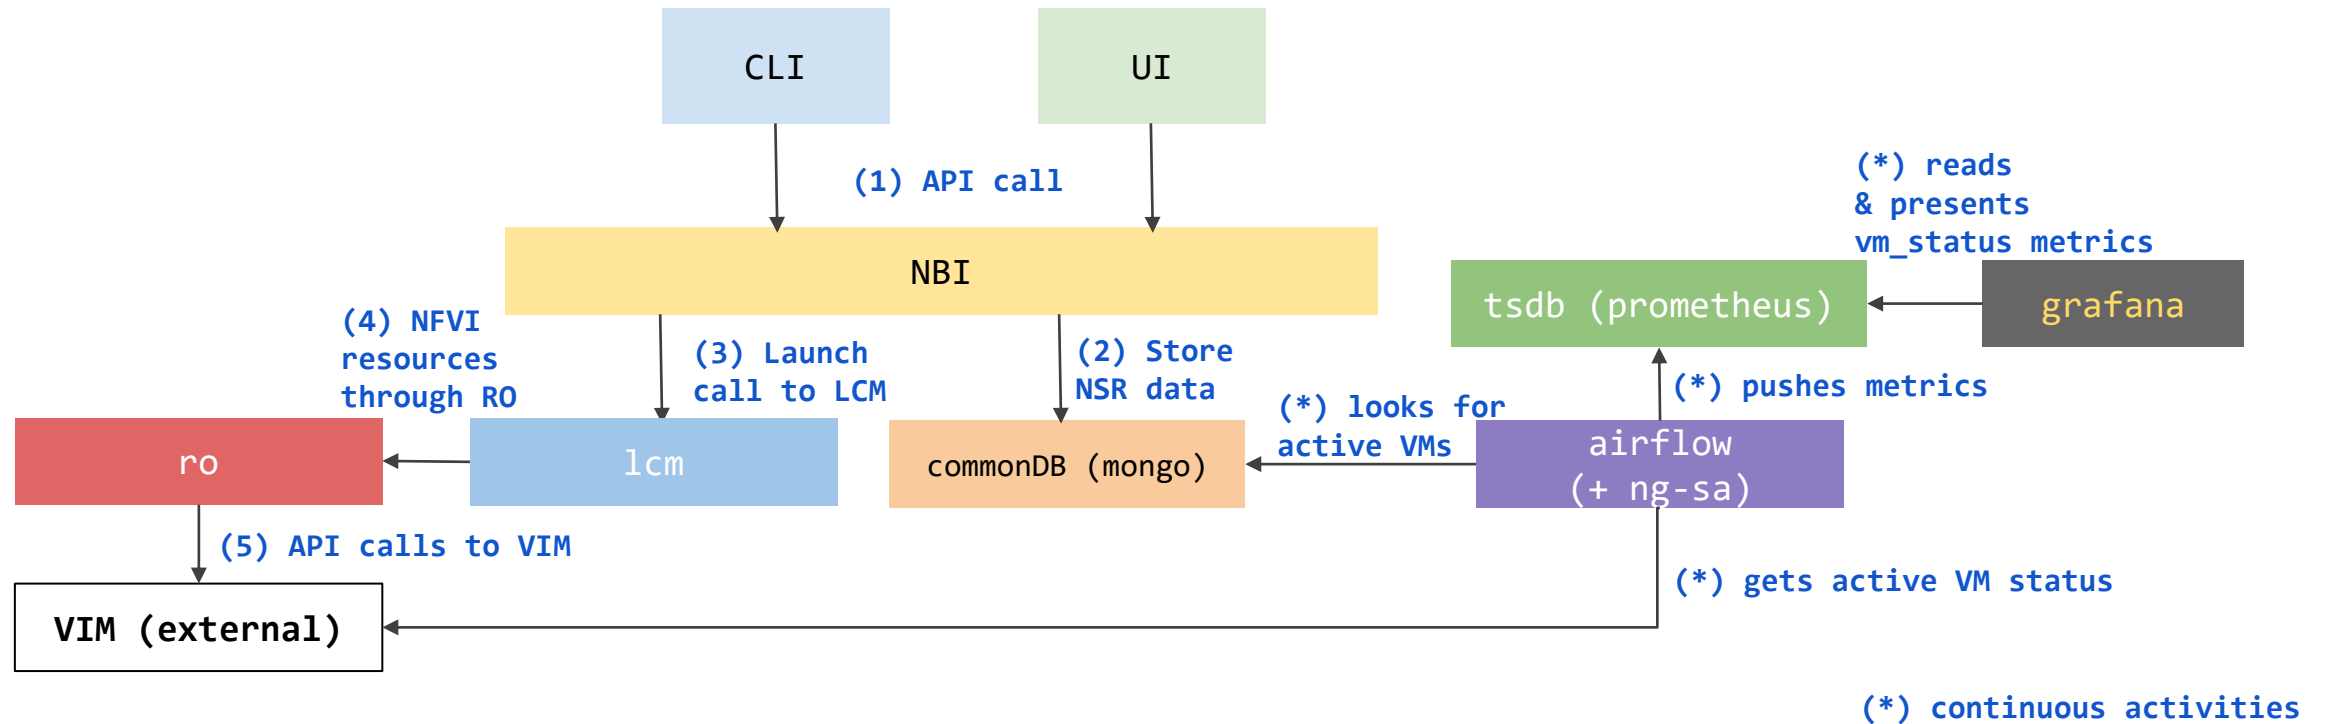 CLI
UI
(1) API call
(*) reads
& presents
vm_status metrics
NBI
tsdb (prometheus)
grafana
(4) NFVI
resources
through RO
(3) Launch
call to LCM
(2) Store
NSR data
(*) looks for
active VMs
(*) pushes metrics
ro
lcm
commonDB (mongo)
airflow
(+ ng-sa)
(5) API calls to VIM
(*) gets active VM status
VIM (external)
(*) continuous activities